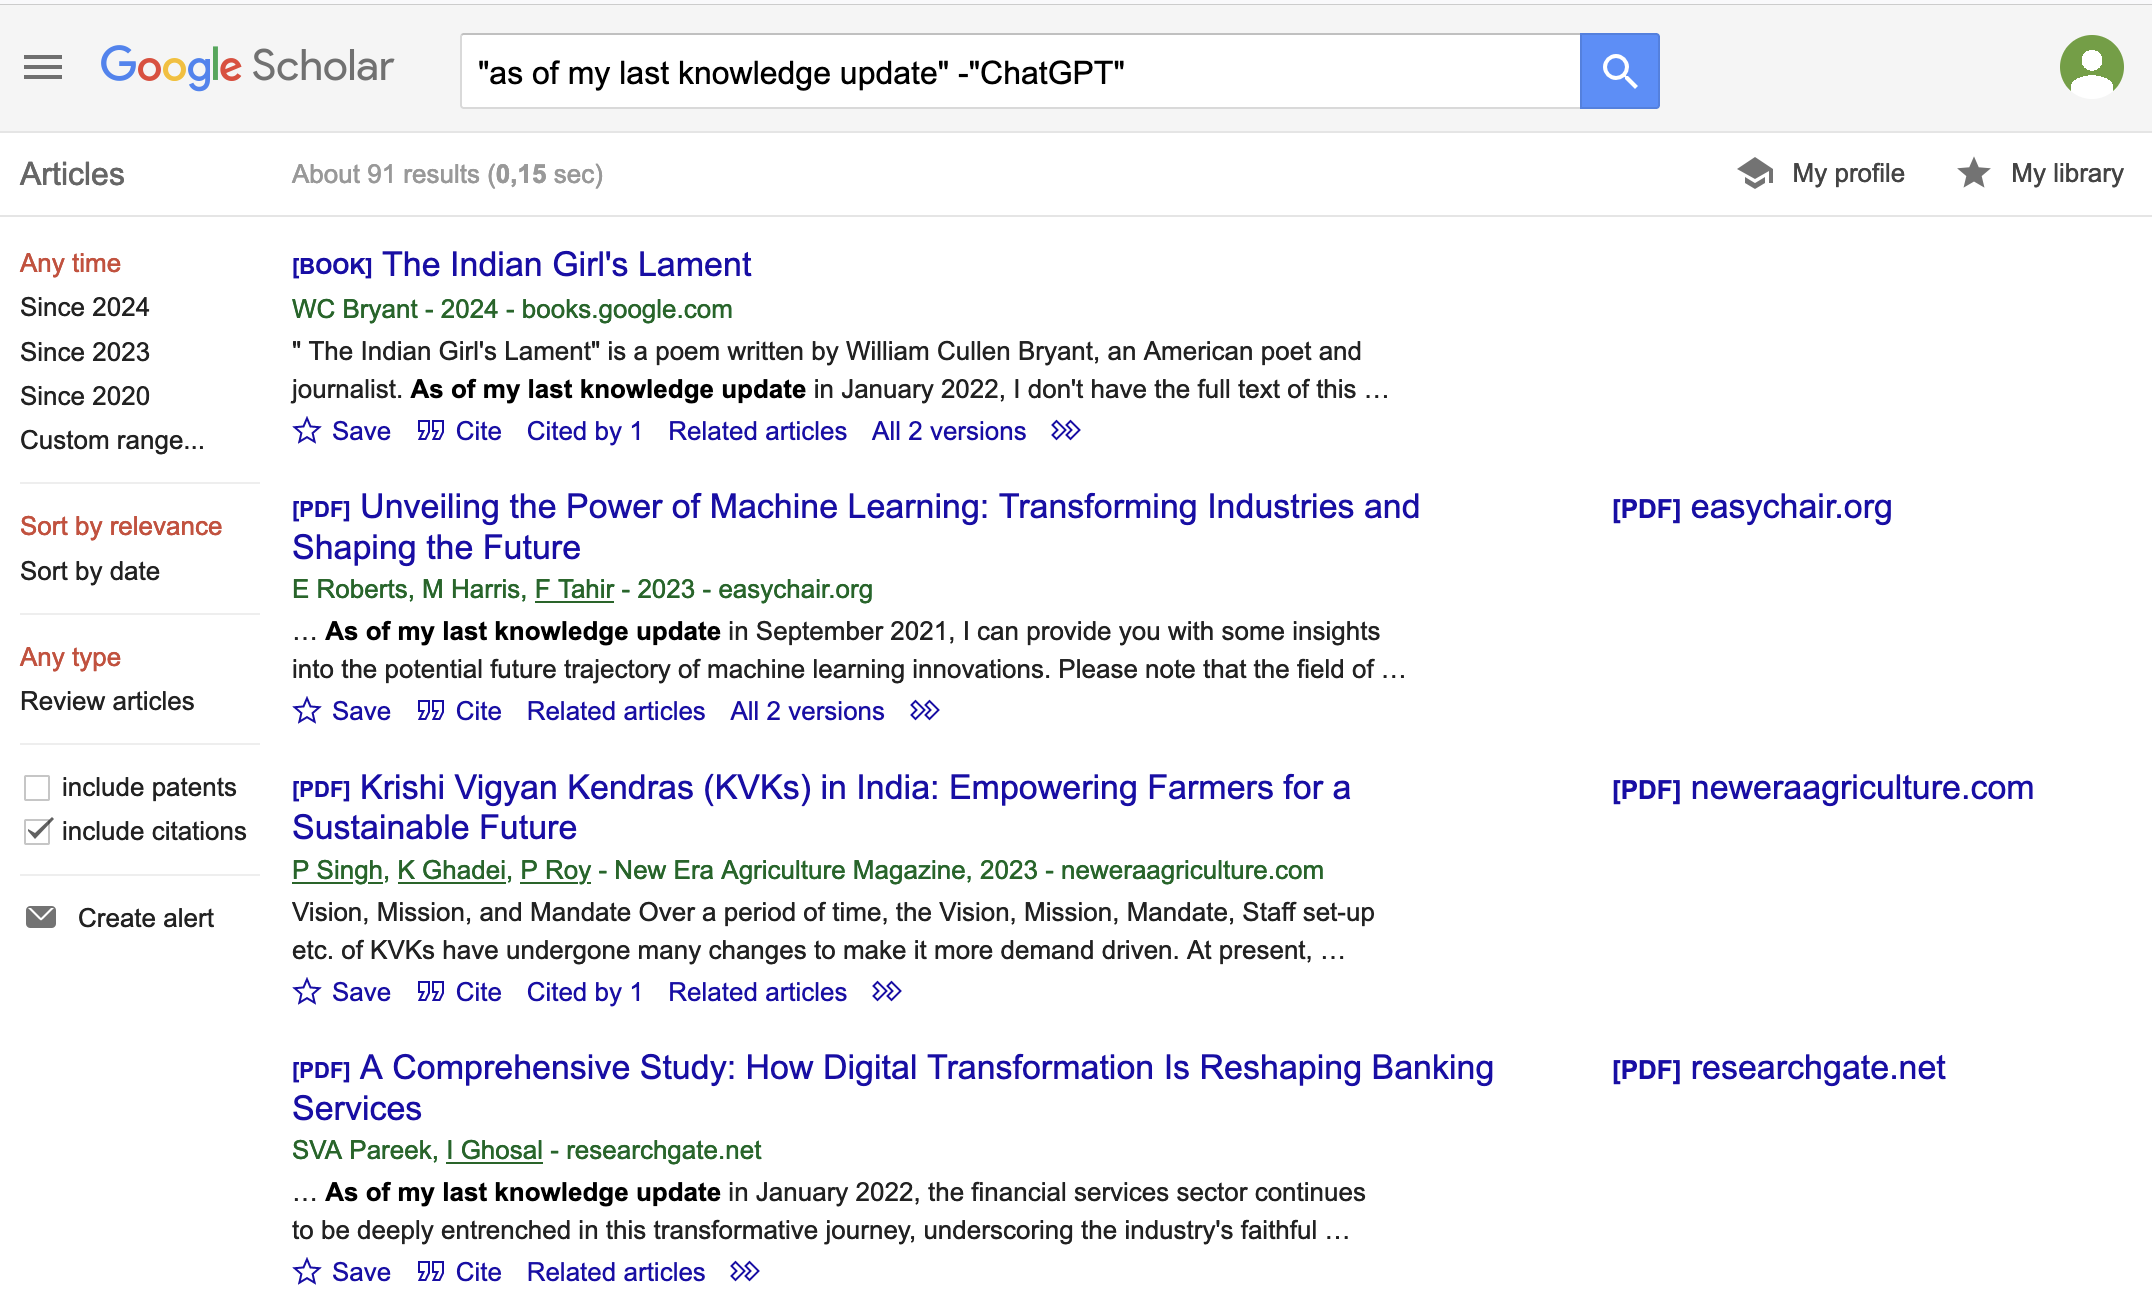 Google Scholar
"as of my last knowledge update" -"ChatGPT"
Articles
About 91 results (0,15 sec)
My profile
My library
Any time
Since 2024
Since 2023
Since 2020
Custom range...
Sort by relevance
Sort by date
Any type
Review articles
include patents
include citations
Create alert
[BOOK] The Indian Girl's Lament
WC Bryant - 2024 - books.google.com
" The Indian Girl's Lament" is a poem written by William Cullen Bryant, an American poet and
journalist. As of my last knowledge update in January 2022, I don't have the full text of this …
Save Cite Cited by 1 Related articles All 2 versions
[PDF] Unveiling the Power of Machine Learning: Transforming Industries and
Shaping the Future
E Roberts, M Harris, F Tahir - 2023 - easychair.org
… As of my last knowledge update in September 2021, I can provide you with some insights
into the potential future trajectory of machine learning innovations. Please note that the field of …
Save Cite Related articles All 2 versions
[PDF] easychair.org
[PDF] Krishi Vigyan Kendras (KVKs) in India: Empowering Farmers for a
Sustainable Future
P Singh, K Ghadei, P Roy - New Era Agriculture Magazine, 2023 - neweraagriculture.com
Vision, Mission, and Mandate Over a period of time, the Vision, Mission, Mandate, Staff set-up
etc. of KVKs have undergone many changes to make it more demand driven. At present, …
Save Cite Cited by 1 Related articles
[PDF] neweraagriculture.com
[PDF] A Comprehensive Study: How Digital Transformation Is Reshaping Banking
Services
SVA Pareek, I Ghosal - researchgate.net
… As of my last knowledge update in January 2022, the financial services sector continues
to be deeply entrenched in this transformative journey, underscoring the industry's faithful …
Save Cite Related articles
[PDF] researchgate.net